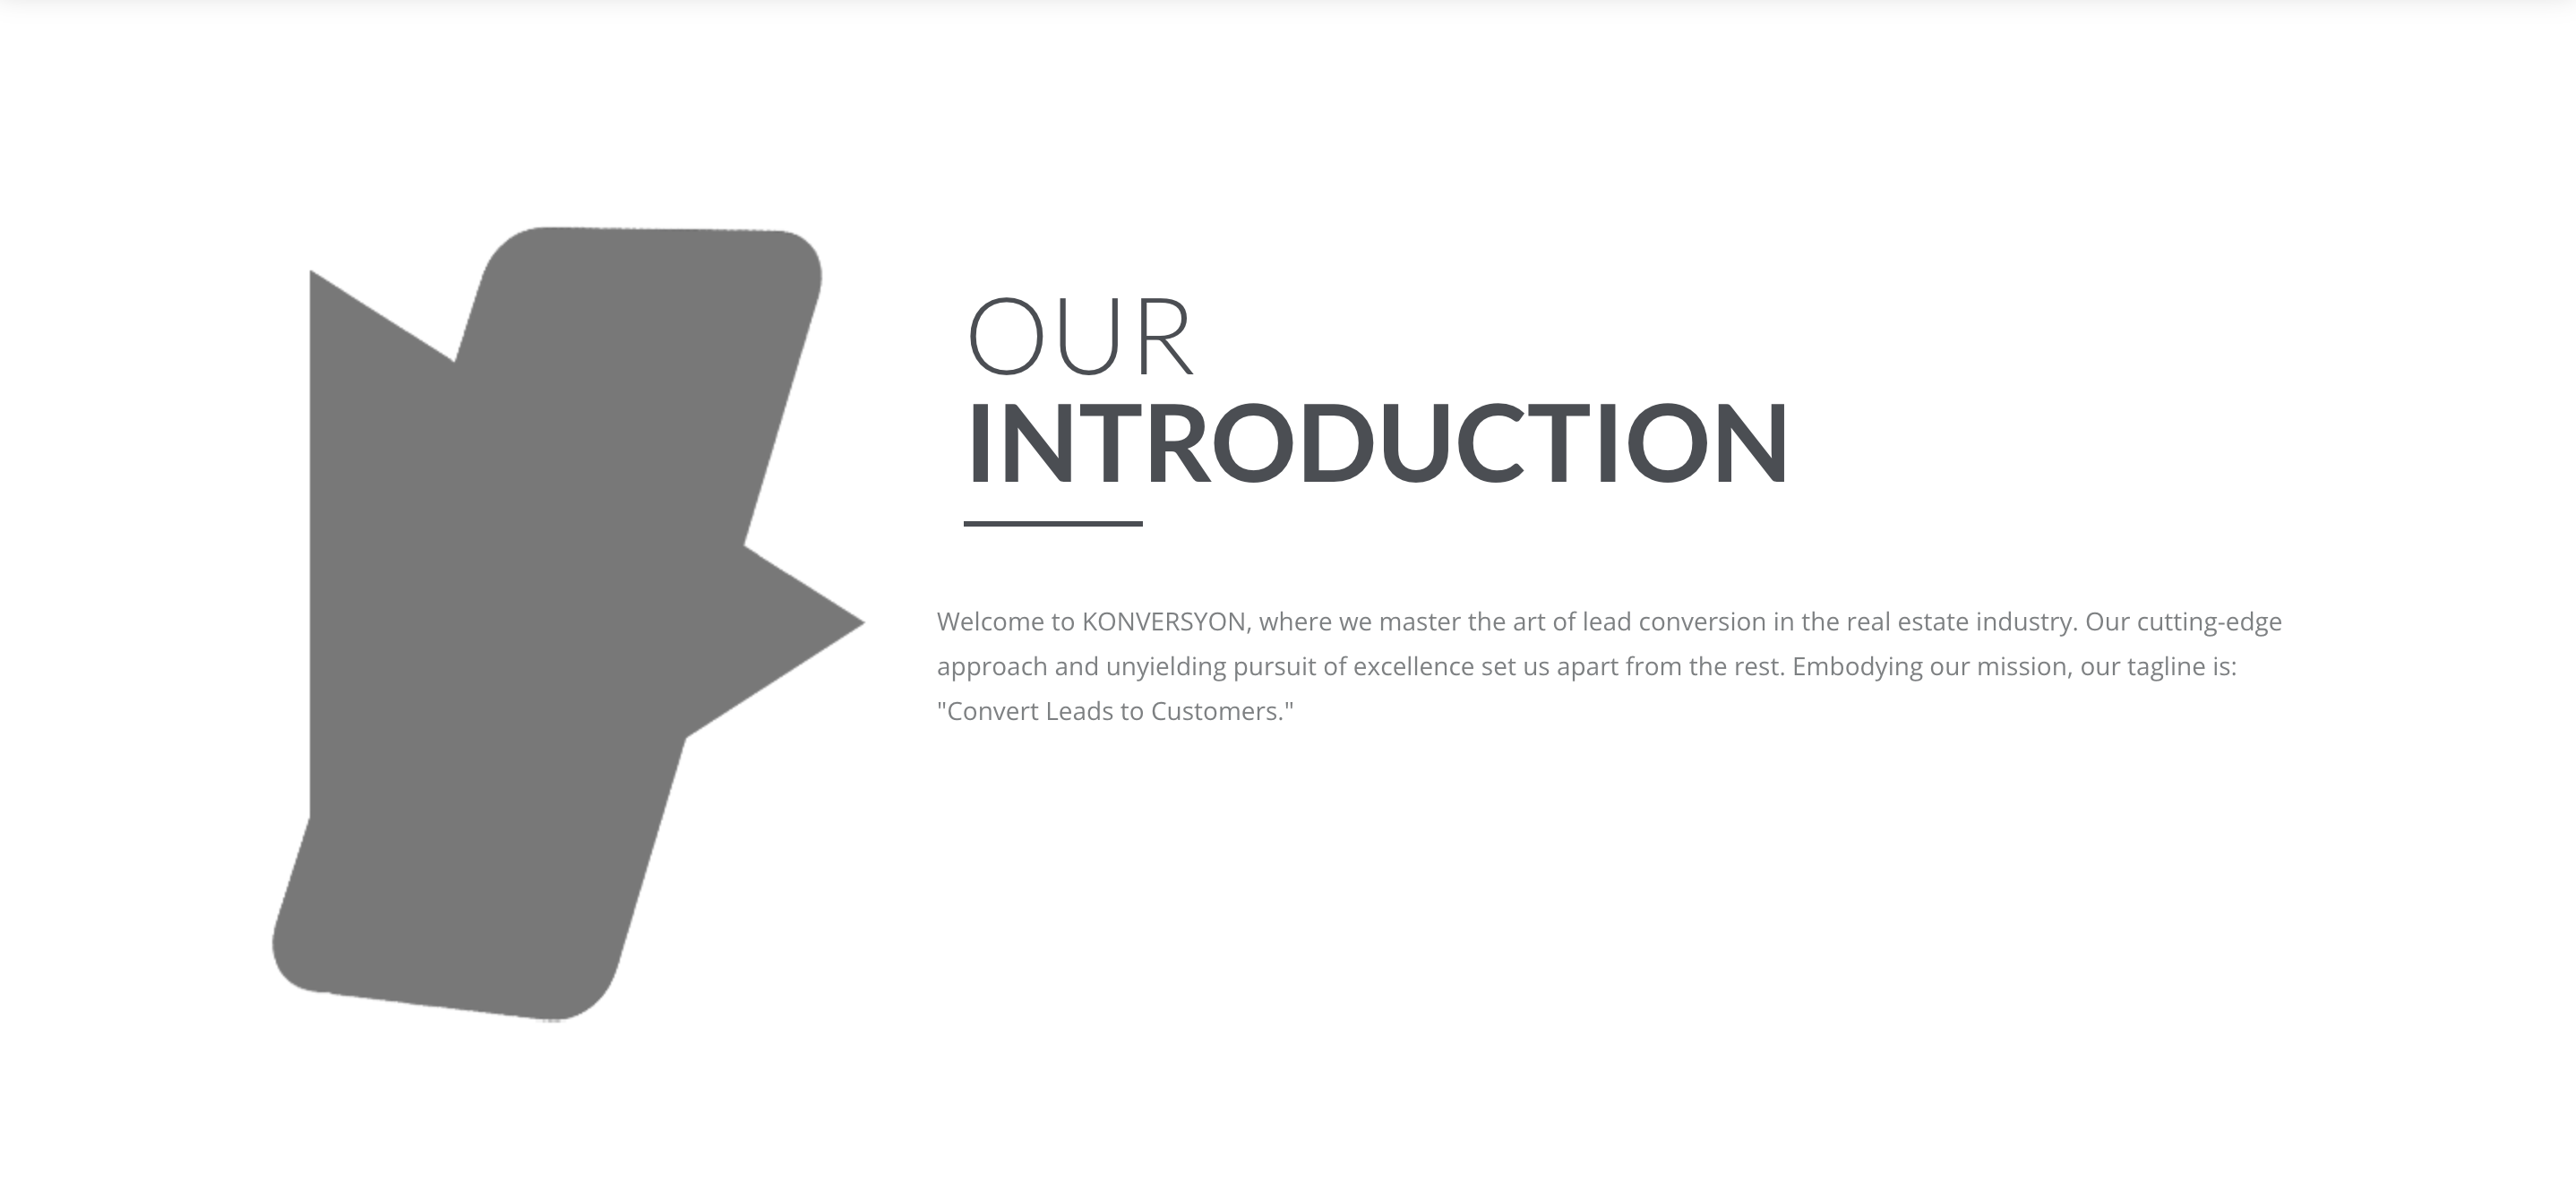 OUR
INTRODUCTION
Welcome to KONVERSYON, where we master the art of lead conversion in the real estate industry. Our cutting-edge
approach and unyielding pursuit of excellence set us apart from the rest. Embodying our mission, our tagline is:
"Convert Leads to Customers."